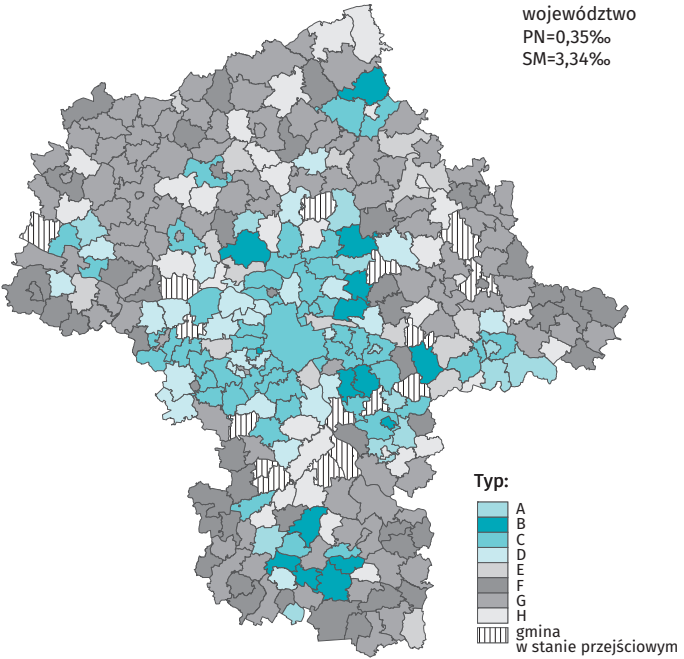 województwo
PN=0,35‰
SM=3,34‰
Typ:
A
B
C
D
E
F
G
H
gmina
w stanie przejściowym